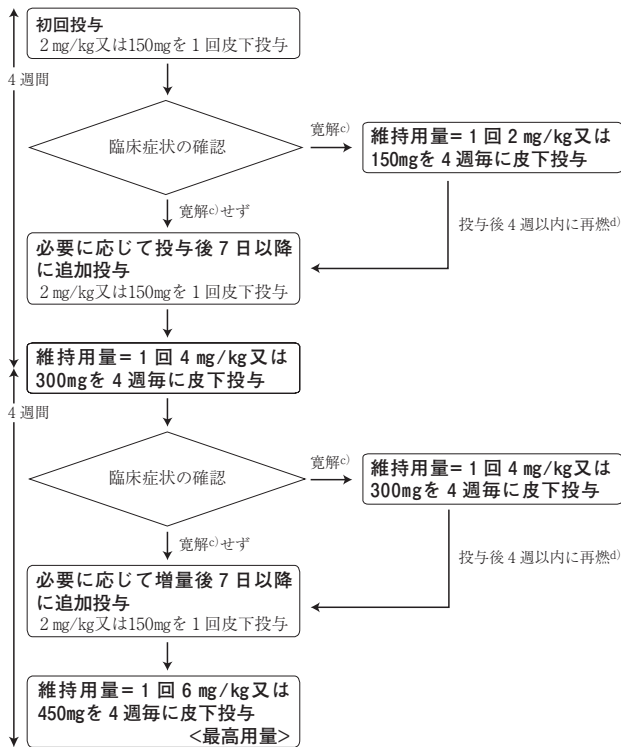 初回投与
2 mg/kg又は150mgを1回皮下投与
4週間
臨床症状の確認
寛解c)
維持用量=1回2 mg/kg又は
150mgを4週毎に皮下投与
寛解c)せず
投与後4週以内に再燃d)
必要に応じて投与後7日以降
に追加投与
2 mg/kg又は150mgを1回皮下投与
維持用量=1回4 mg/kg又は
300mgを4週毎に皮下投与
4週間
臨床症状の確認
寛解c)
維持用量=1回4 mg/kg又は
300mgを4週毎に皮下投与
寛解c)せず
投与後4週以内に再燃d)
必要に応じて増量後7日以降
に追加投与
2 mg/kg又は150mgを1回皮下投与
維持用量=1回6 mg/kg又は
450mgを4週毎に皮下投与
<最高用量>